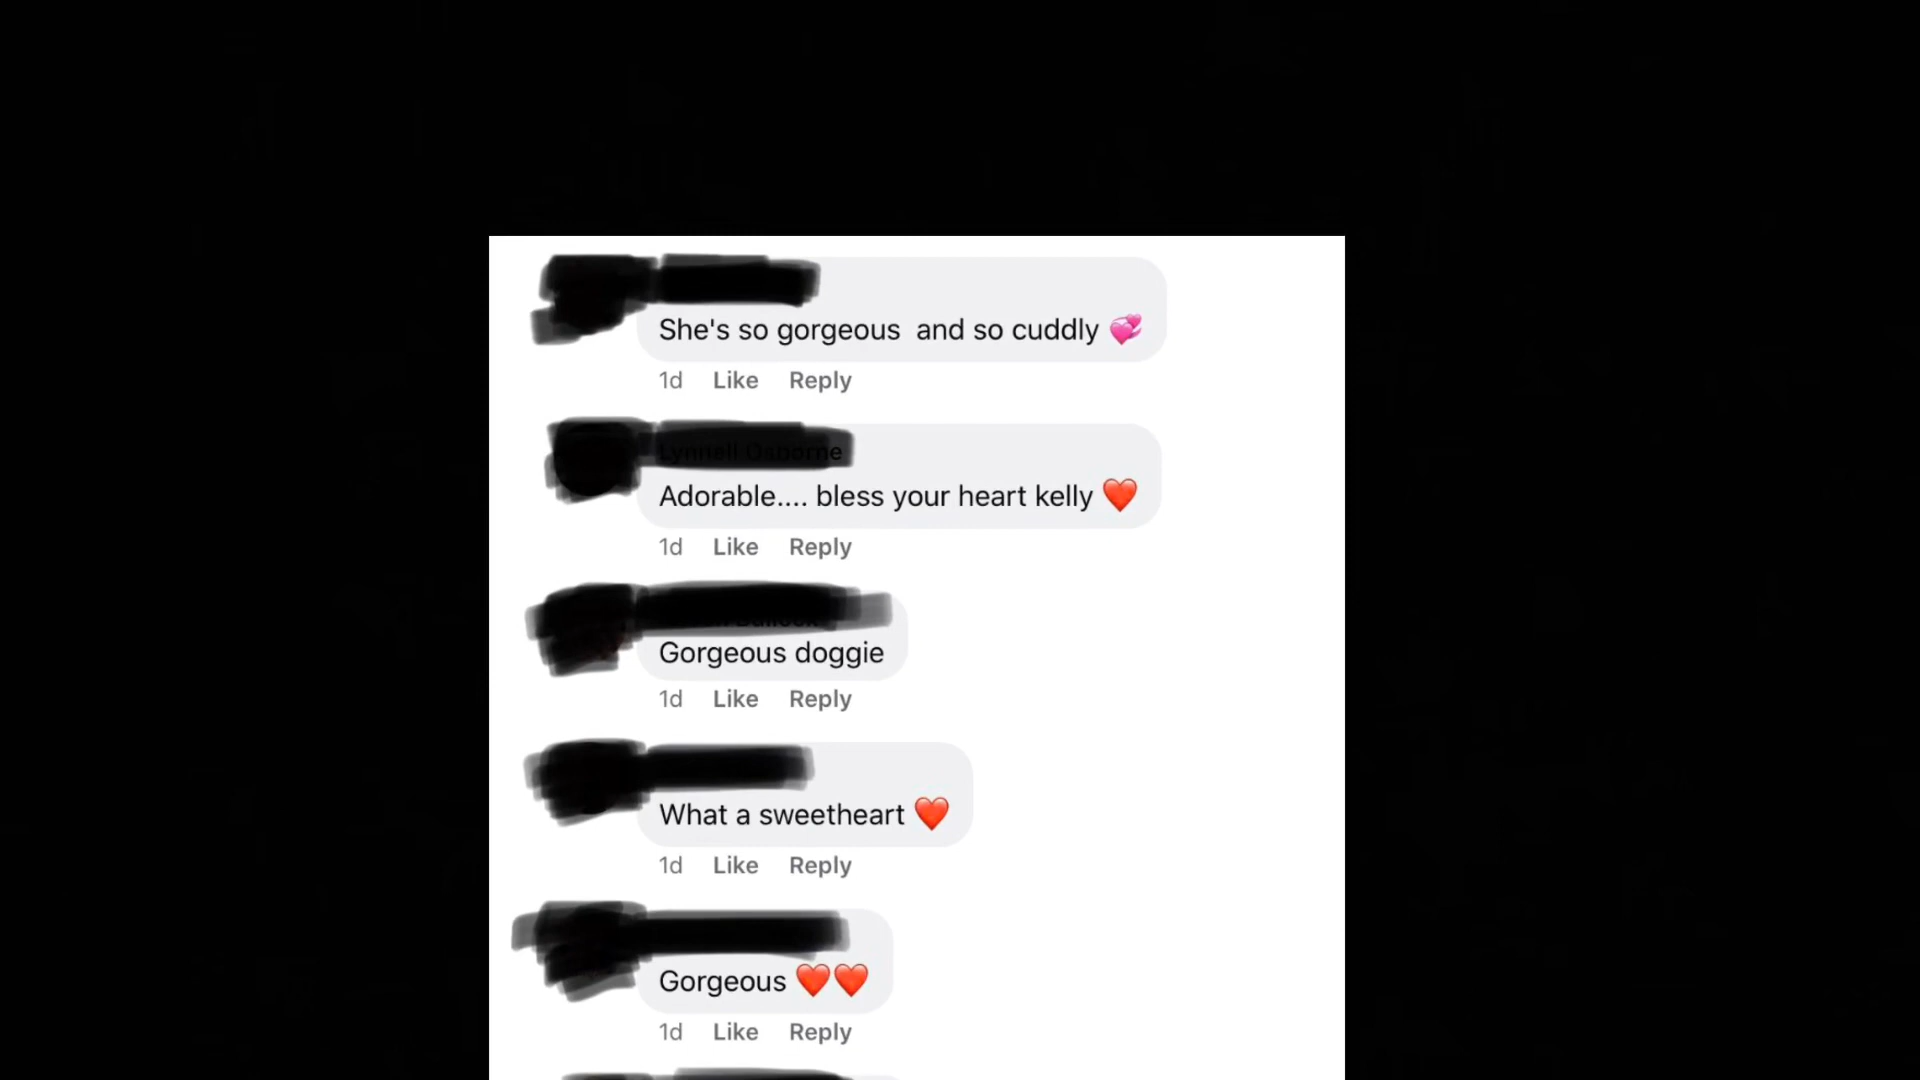 She's so gorgeous  and so cuddly 💞
1d Like Reply
Adorable.... bless your heart kelly ❤️
1d Like Reply
Gorgeous doggie
1d Like Reply
What a sweetheart ❤️
1d Like Reply
Gorgeous ❤️❤️
1d Like Reply